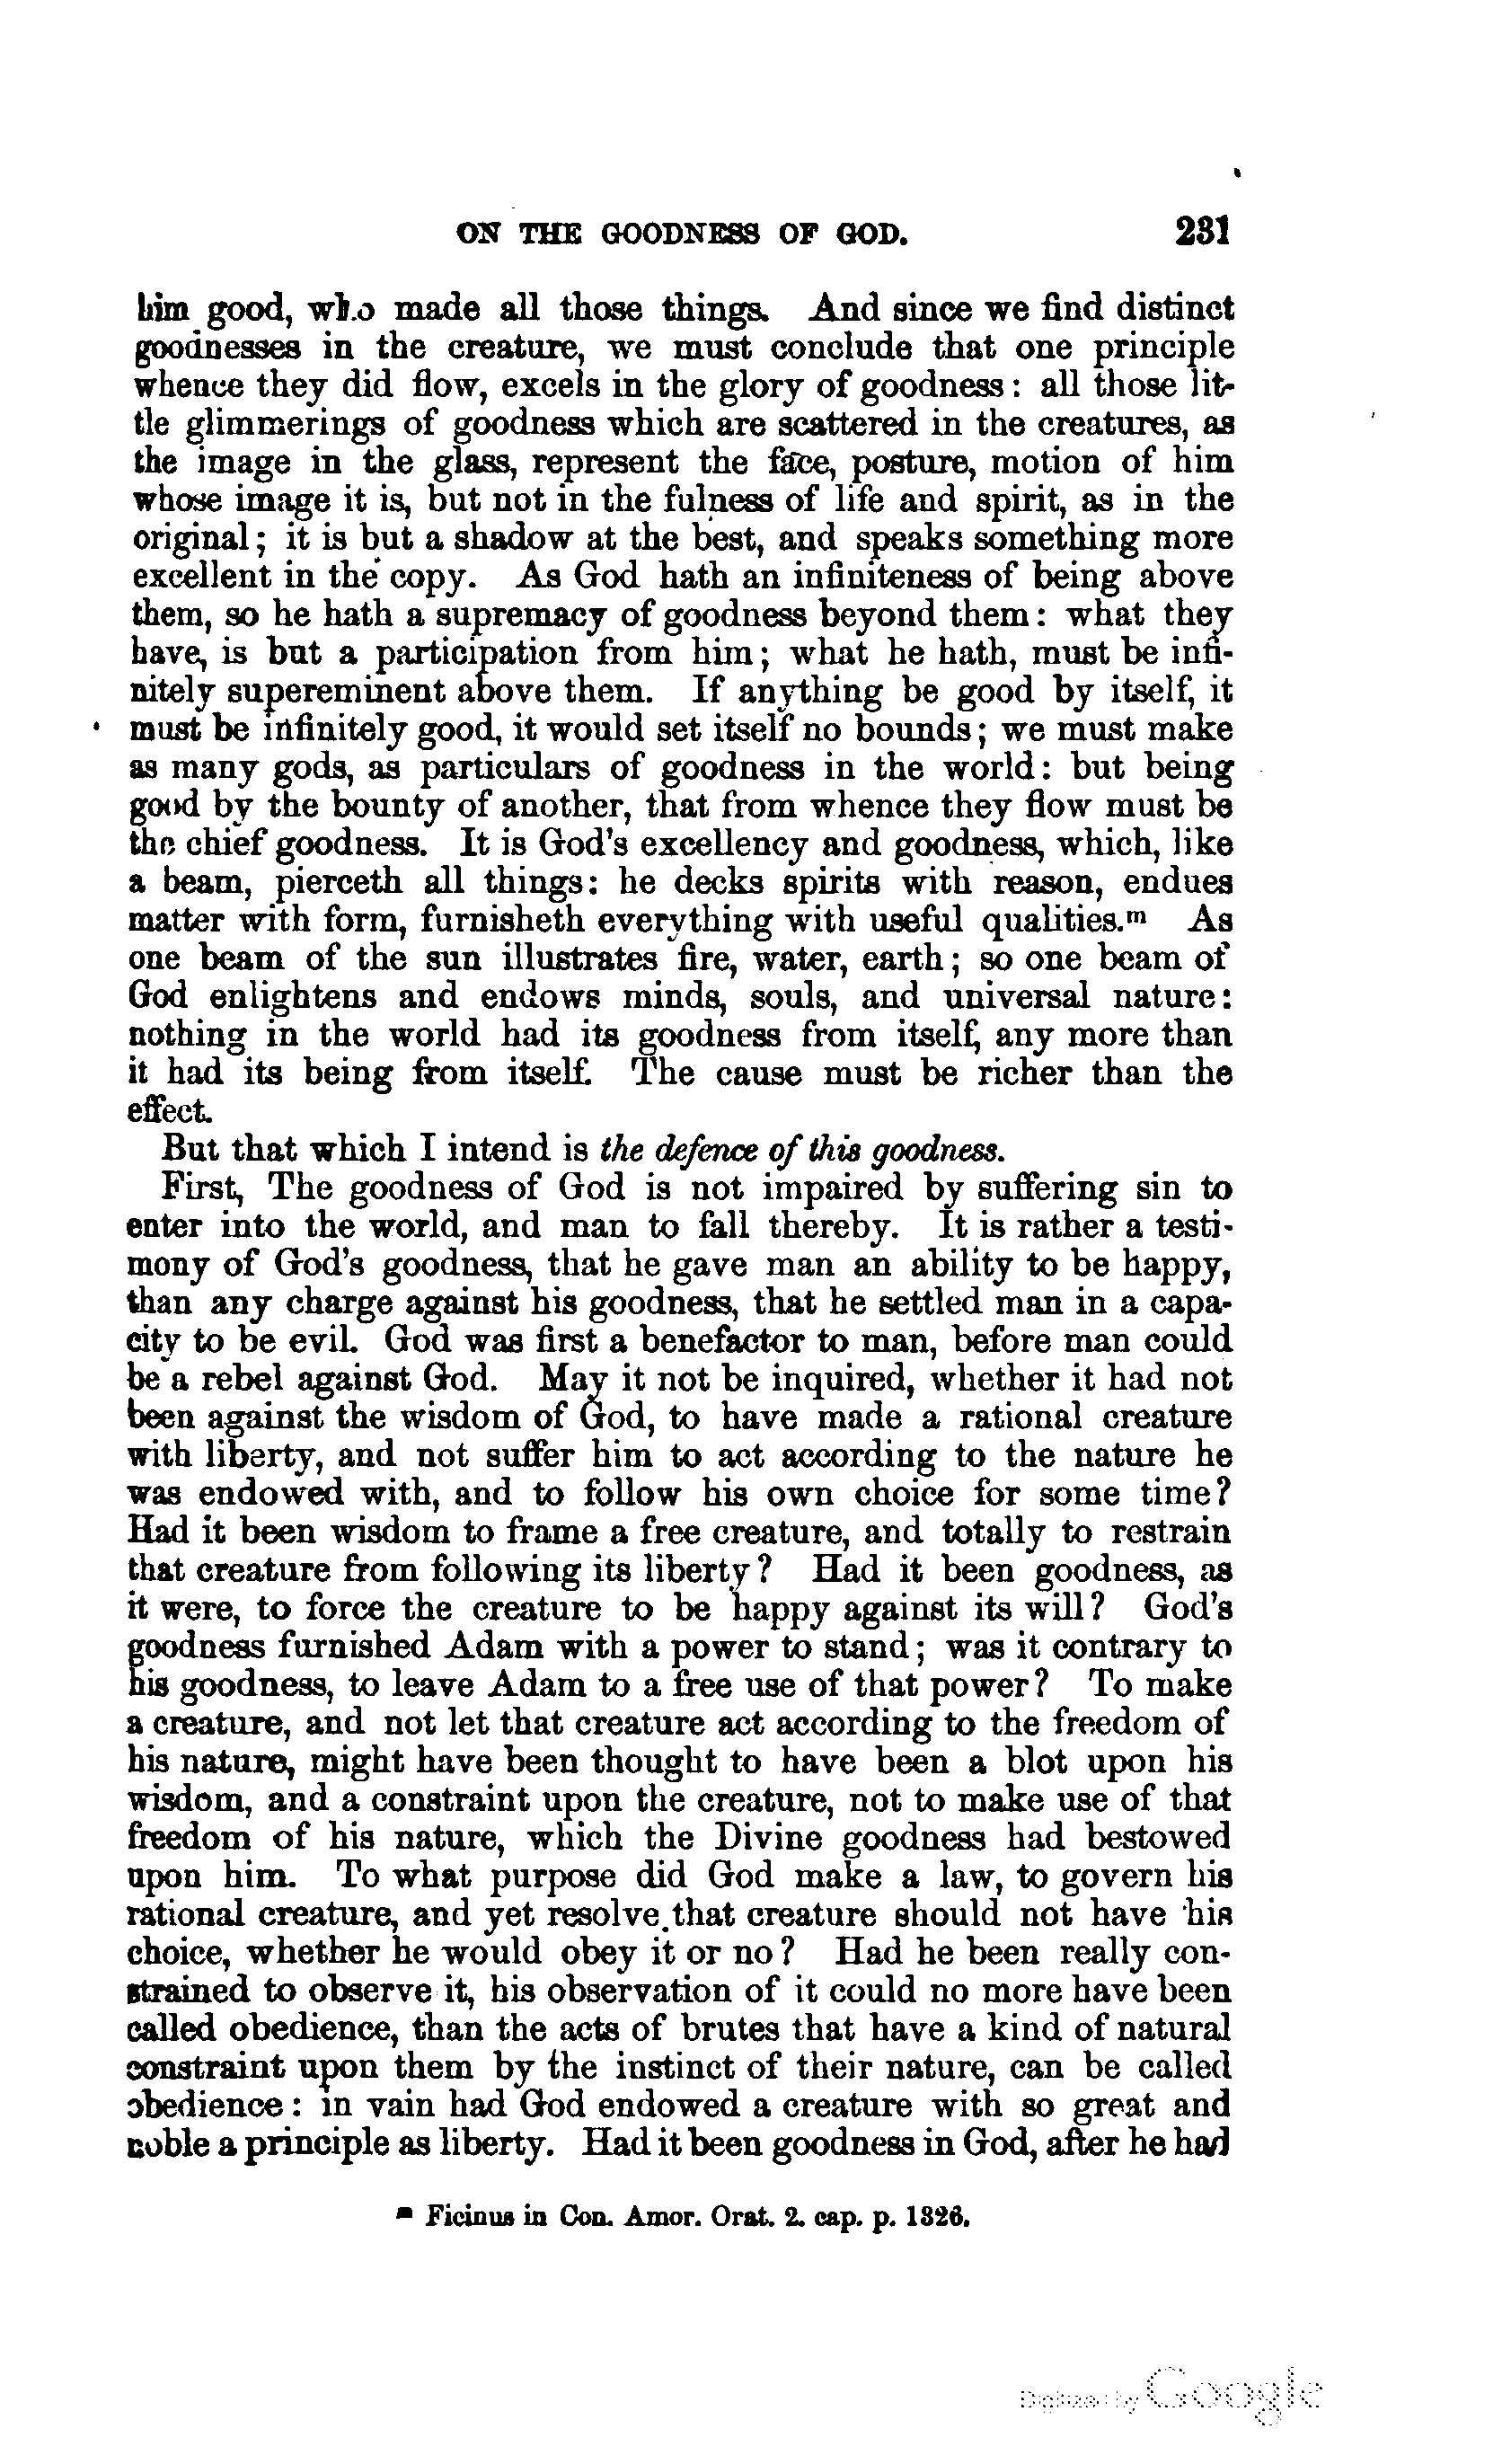 ON THE GOODNESS OF GOD. 231
him good, who made all those things. And since we find distinct
goodnesses in the creature, we must conclude that one principle
whence they did flow, excels in the glory of goodness: all those lit-
tle glimmerings of goodness which are scattered in the creatures, as
the image in the glass, represent the face, posture, motion of him
whose image it is, but not in the fulness of life and spirit, as in the
original; it is but a shadow at the best, and speaks something more
excellent in the copy. As God hath an infiniteness of being above
them, so he hath a supremacy of goodness beyond them: what they
have, is but a participation from him; what he hath, must be infi-
nitely supereminent above them. If anything be good by itself, it
must be infinitely good, it would set itself no bounds; we must make
as many gods, as particulars of goodness in the world: but being
good by the bounty of another, that from whence they flow must be
the chief goodness. It is God's excellency and goodness, which, like
a beam, pierceth all things: he decks spirits with reason, endues
matter with form, furnisheth everything with useful qualities.m As
one beam of the sun illustrates fire, water, earth; so one beam of
God enlightens and endows minds, souls, and universal nature:
nothing in the world had its goodness from itself, any more than
it had its being from itself. The cause must be richer than the
effect.
But that which I intend is the defence of this goodness.
First, The goodness of God is not impaired by suffering sin to
enter into the world, and man to fall thereby. It is rather a testi-
mony of God's goodness, that he gave man an ability to be happy,
than any charge against his goodness, that he settled man in a capa-
city to be evil. God was first a benefactor to man, before man could
be a rebel against God. May it not be inquired, whether it had not
been against the wisdom of God, to have made a rational creature
with liberty, and not suffer him to act according to the nature he
was endowed with, and to follow his own choice for some time?
Had it been wisdom to frame a free creature, and totally to restrain
that creature from following its liberty? Had it been goodness, as
it were, to force the creature to be happy against its will? God's
goodness furnished Adam with a power to stand; was it contrary to
his goodness, to leave Adam to a free use of that power? To make
a creature, and not let that creature act according to the freedom of
his nature, might have been thought to have been a blot upon his
wisdom, and a constraint upon the creature, not to make use of that
freedom of his nature, which the Divine goodness had bestowed
upon him. To what purpose did God make a law, to govern his
rational creature, and yet resolve that creature should not have his
choice, whether he would obey it or no? Had he been really con-
strained to observe it, his observation of it could no more have been
called obedience, than the acts of brutes that have a kind of natural
constraint upon them by the instinct of their nature, can be called
obedience: in vain had God endowed a creature with so great and
noble a principle as liberty. Had it been goodness in God, after he had
m Ficinus in Con. Amor. Orat. 2. cap. p. 1326.
Digitized by Google